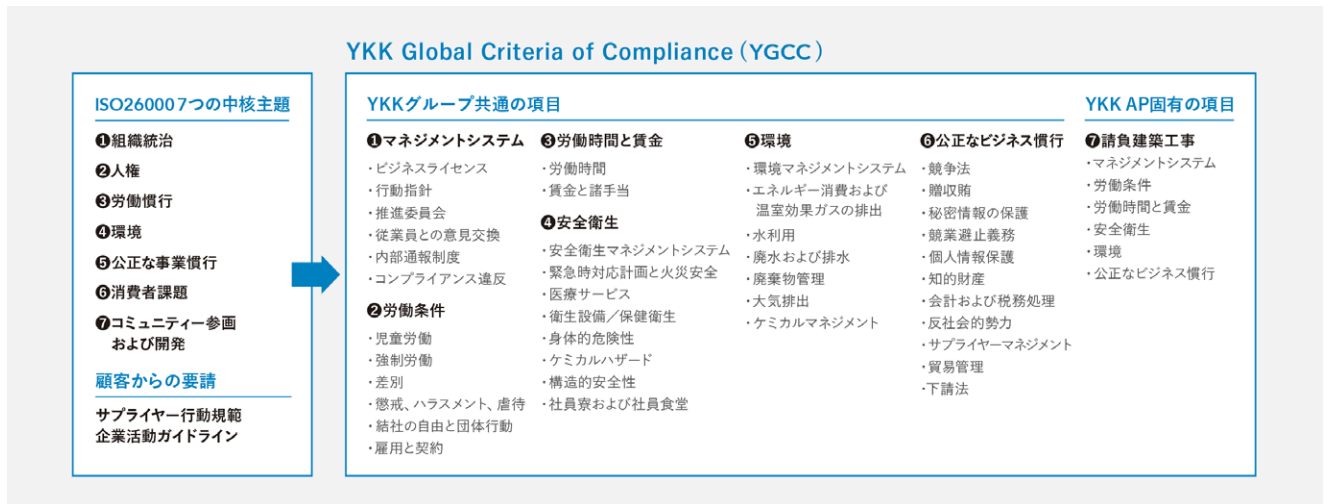 YKK Global Criteria of Compliance(YGCC)
ISO26000 7つの中核主題
❶組織統治
❷人権
❸労働慣行
❹環境
❺公正な事業慣行
❻消費者課題
❼コミュニティー参画
および開発
顧客からの要請
サプライヤー行動規範
企業活動ガイドライン
YKKグループ共通の項目
❶マネジメントシステム
・ビジネスライセンス
・行動指針
・推進委員会
・従業員との意見交換
・内部通報制度
・コンプライアンス違反
❷労働条件
・児童労働
・強制労働
・差別
・懲戒、ハラスメント、虐待
・結社の自由と団体行動
・雇用と契約
❸労働時間と賃金
・労働時間
・賃金と諸手当
❹安全衛生
・安全衛生マネジメントシステム
・緊急時対応計画と火災安全
・医療サービス
・衛生設備／保健衛生
・身体的危険性
・ケミカルハザード
・構造的安全性
・社員寮および社員食堂
❺環境
・環境マネジメントシステム
・エネルギー消費および
温室効果ガスの排出
・水利用
・廃水および排水
・廃棄物管理
・大気排出
・ケミカルマネジメント
❻公正なビジネス慣行
・競争法
・贈収賄
・秘密情報の保護
・競業避止義務
・個人情報保護
・知的財産
・会計および税務処理
・反社会的勢力
・サプライヤーマネジメント
・貿易管理
・下請法
YKK AP固有の項目
❼請負建築工事
・マネジメントシステム
・労働条件
・労働時間と賃金
・安全衛生
・環境
・公正なビジネス慣行